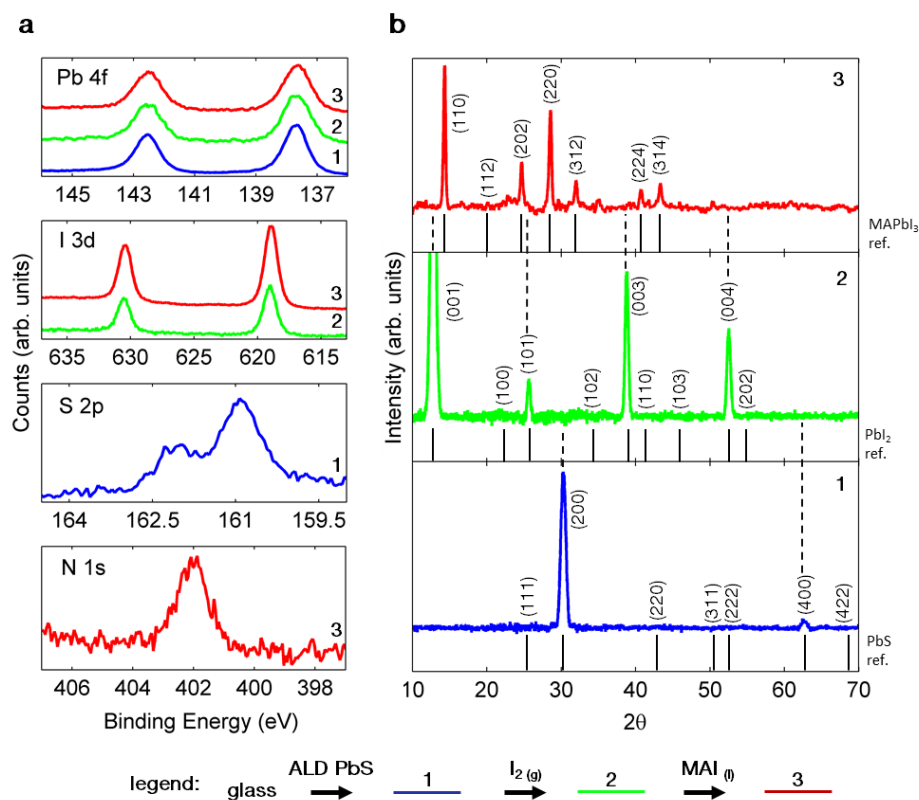 a
b
Pb 4f
3
2
1
145 143 141 139 137
I 3d
3
2
635 630 625 620 615
S 2p
1
164 162.5 161 159.5
N 1s
3
406 404 402 400 398
Counts (arb. units)
Binding Energy (eV)
3
(110)
(112)
(202)
(220)
(312)
(224)
(314)
MAPbI₃
ref.
2
(001)
(100)
(101)
(102)
(003)
(110)
(103)
(004)
(202)
PbI₂
ref.
1
(111)
(200)
(220)
(311)
(222)
(400)
(422)
PbS
ref.
10 20 30 40 50 60 70
Intensity (arb. units)
2θ
legend: glass ALD PbS 1 I₂ (g) 2 MAI (l) 3